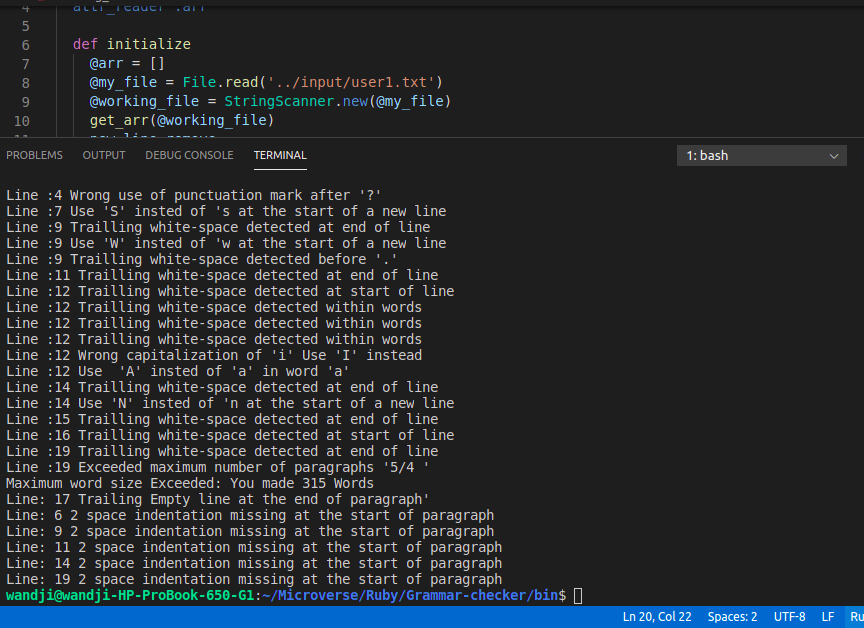 4 attr_reader :arr
5
6 def initialize
7 @arr = []
8 @my_file = File.read('../input/user1.txt')
9 @working_file = StringScanner.new(@my_file)
10 get_arr(@working_file)
PROBLEMS OUTPUT DEBUG CONSOLE TERMINAL 1: bash
Line :4 Wrong use of punctuation mark after '?'
Line :7 Use 'S' insted of 's at the start of a new line
Line :9 Trailling white-space detected at end of line
Line :9 Use 'W' insted of 'w at the start of a new line
Line :9 Trailling white-space detected before '.'
Line :11 Trailling white-space detected at end of line
Line :12 Trailling white-space detected at start of line
Line :12 Trailling white-space detected within words
Line :12 Trailling white-space detected within words
Line :12 Trailling white-space detected within words
Line :12 Wrong capitalization of 'i' Use 'I' instead
Line :12 Use  'A' insted of 'a' in word 'a'
Line :14 Trailling white-space detected at end of line
Line :14 Use 'N' insted of 'n at the start of a new line
Line :15 Trailling white-space detected at end of line
Line :16 Trailling white-space detected at start of line
Line :19 Trailling white-space detected at end of line
Line :19 Exceeded maximum number of paragraphs '5/4 '
Maximum word size Exceeded: You made 315 Words
Line: 17 Trailing Empty line at the end of paragraph'
Line: 6 2 space indentation missing at the start of paragraph
Line: 9 2 space indentation missing at the start of paragraph
Line: 11 2 space indentation missing at the start of paragraph
Line: 14 2 space indentation missing at the start of paragraph
Line: 19 2 space indentation missing at the start of paragraph
wandji@wandji-HP-ProBook-650-G1:~/Microverse/Ruby/Grammar-checker/bin$
Ln 20, Col 22 Spaces: 2 UTF-8 LF Ru